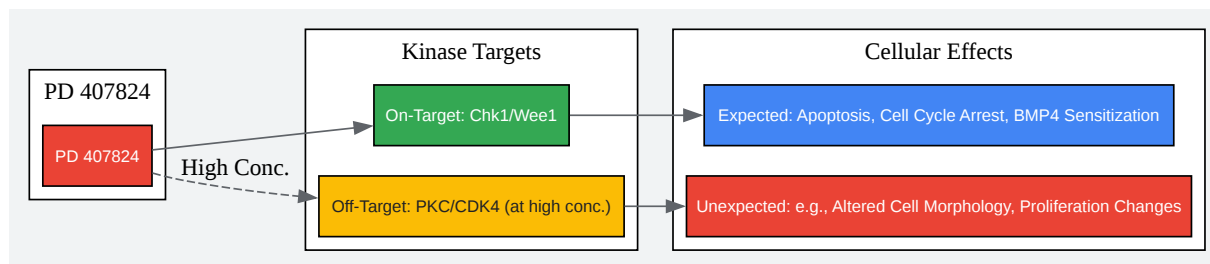 PD 407824
PD 407824
High Conc.
Kinase Targets
On-Target: Chk1/Wee1
Off-Target: PKC/CDK4 (at high conc.)
Cellular Effects
Expected: Apoptosis, Cell Cycle Arrest, BMP4 Sensitization
Unexpected: e.g., Altered Cell Morphology, Proliferation Changes